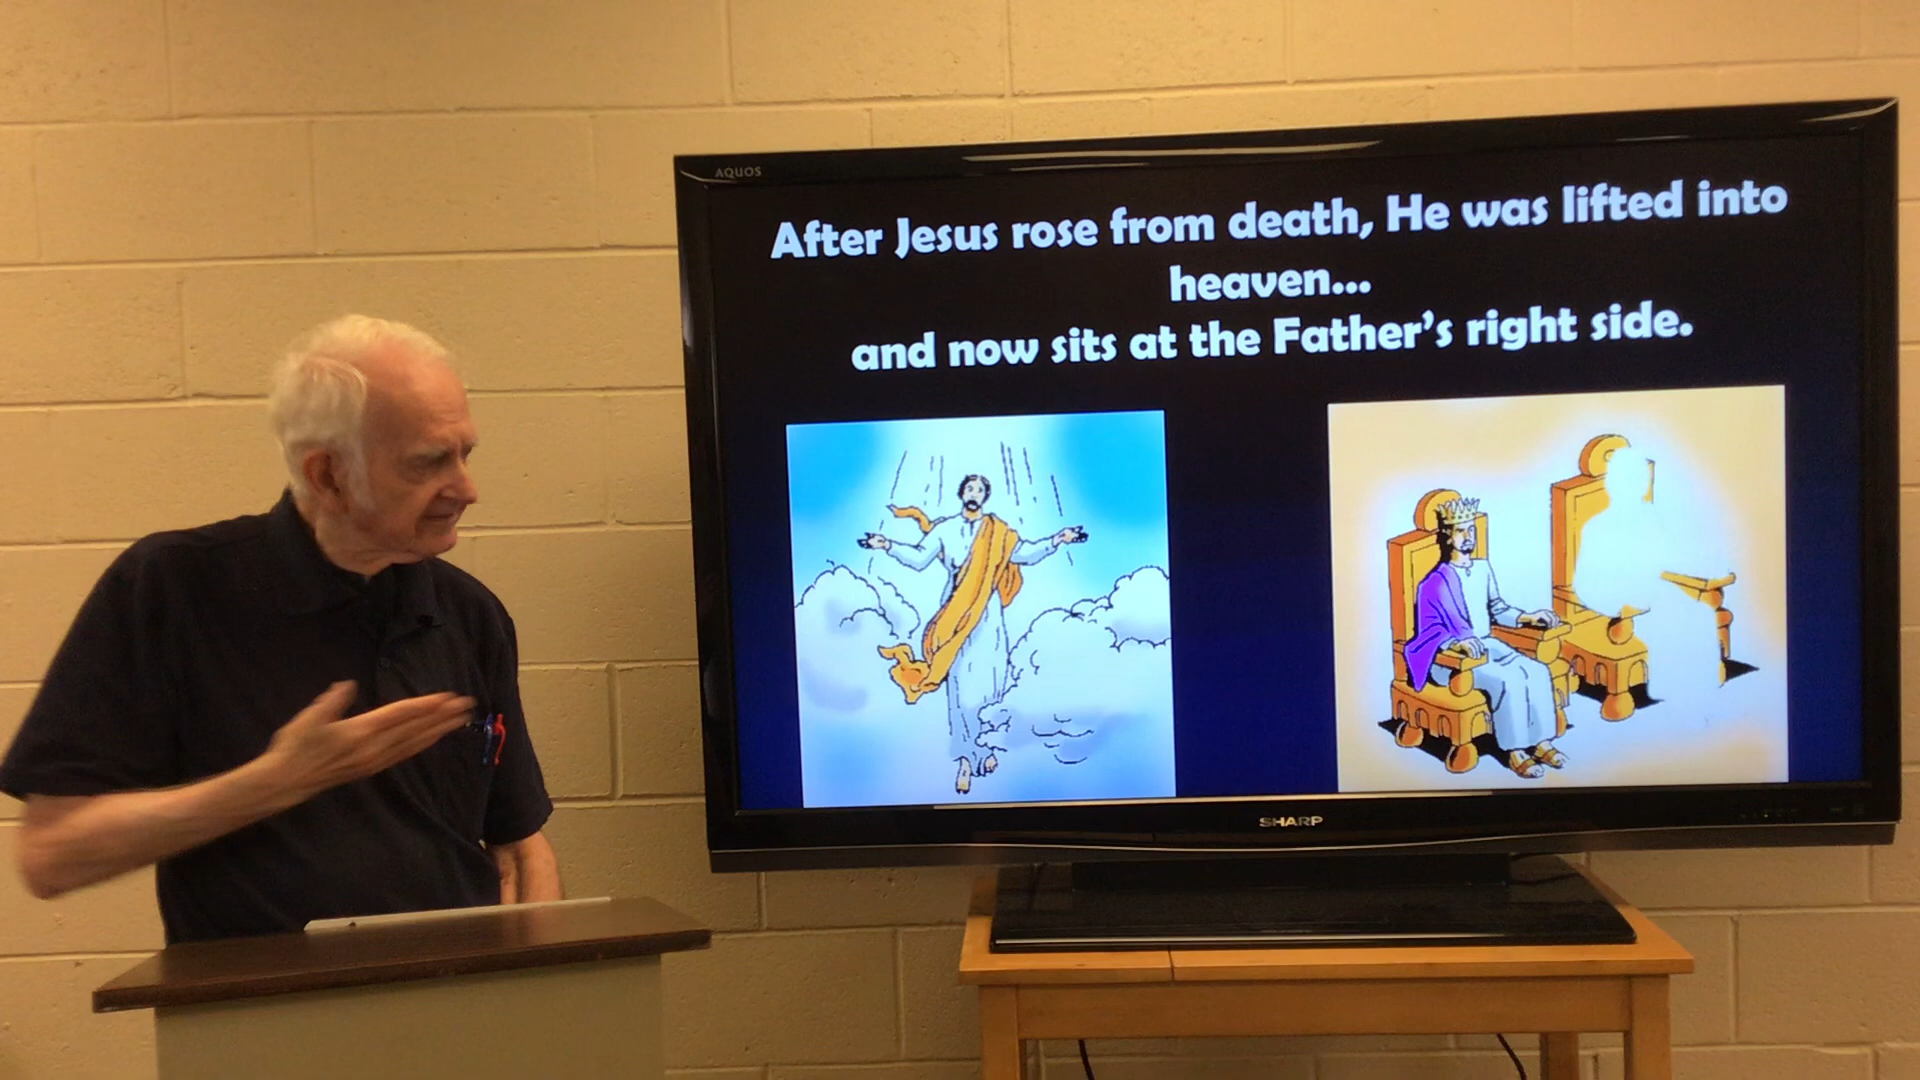 AQUOS
After Jesus rose from death, He was lifted into
heaven...
and now sits at the Father's right side.
SHARP